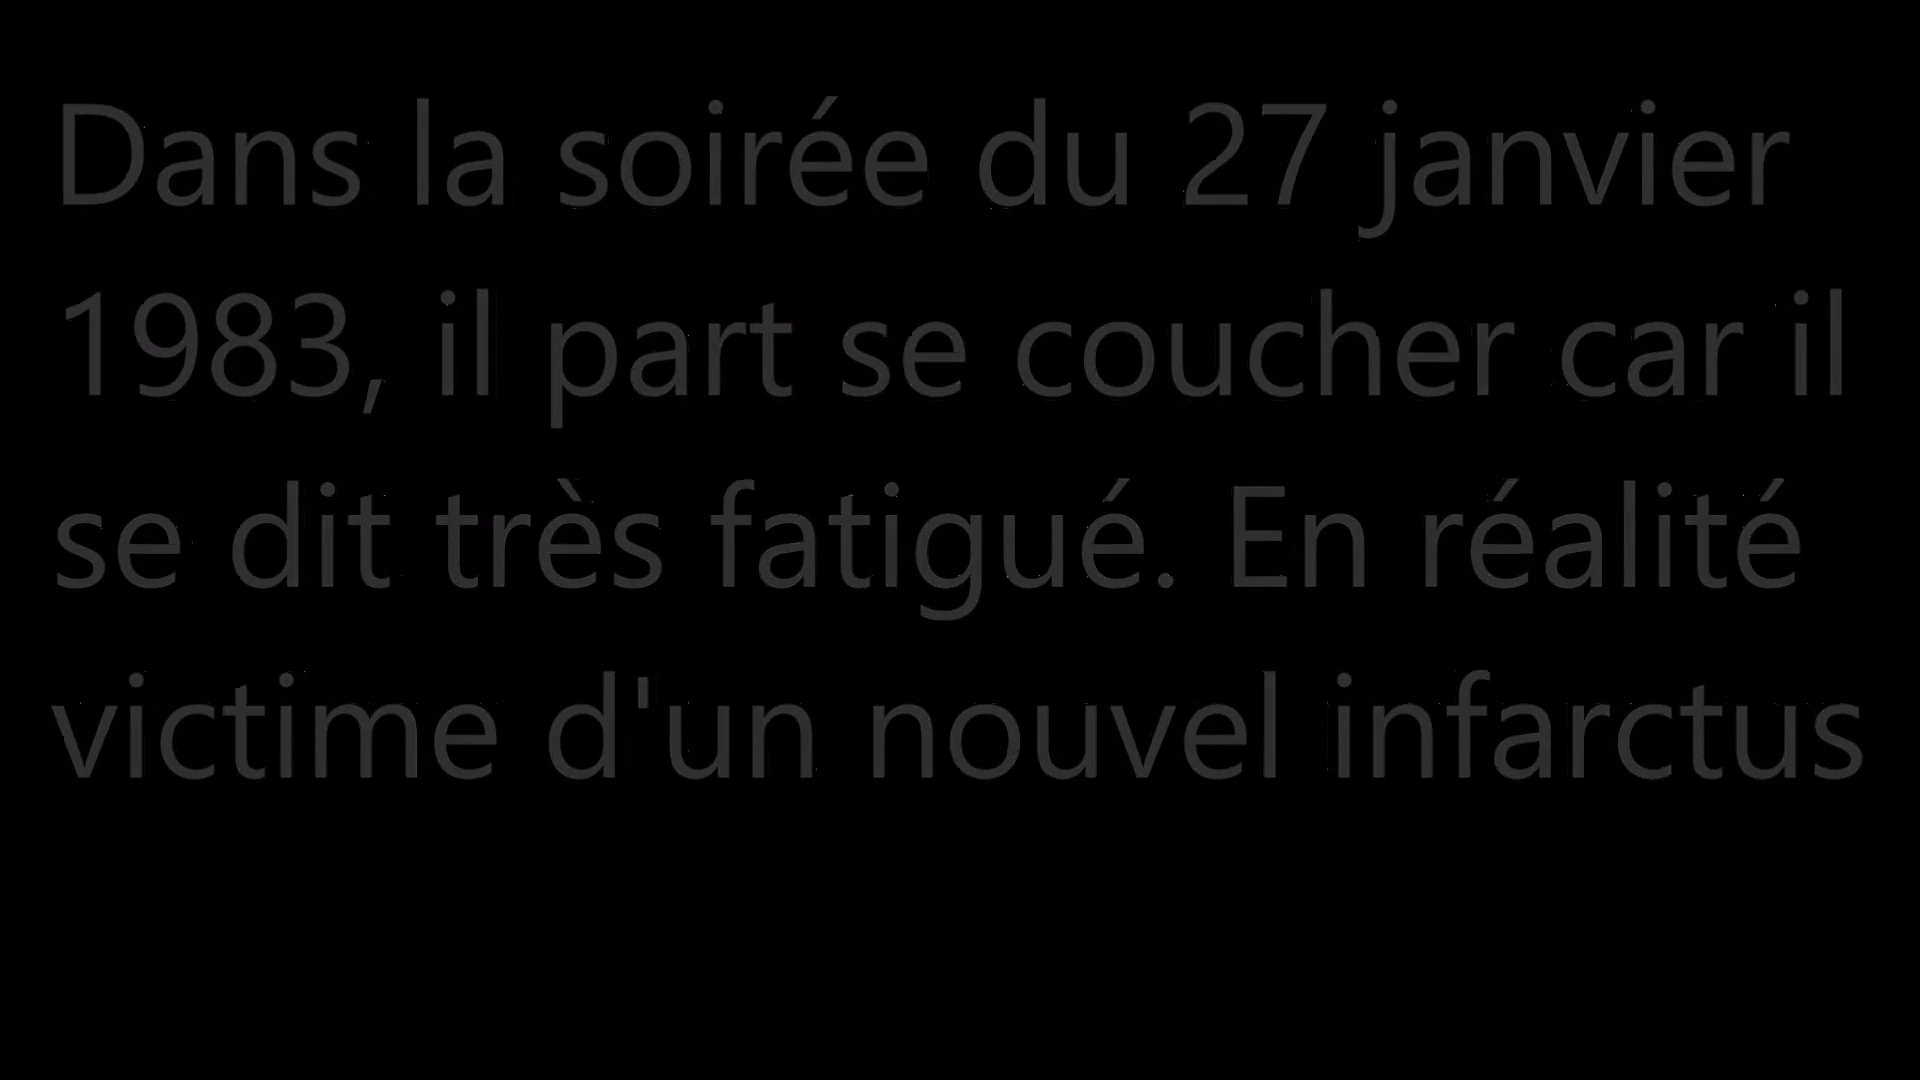 Dans la soirée du 27 janvier
1983, il part se coucher car il
se dit très fatigué. En réalité
victime d'un nouvel infarctus